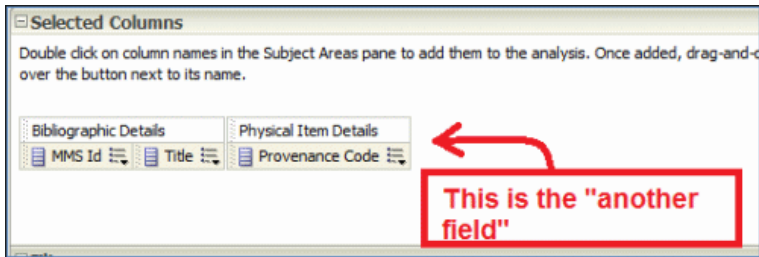 Selected Columns
Double click on column names in the Subject Areas pane to add them to the analysis. Once added, drag-and-
over the button next to its name.
Bibliographic Details
Physical Item Details
MMS Id
Title
Provenance Code
This is the "another
field"